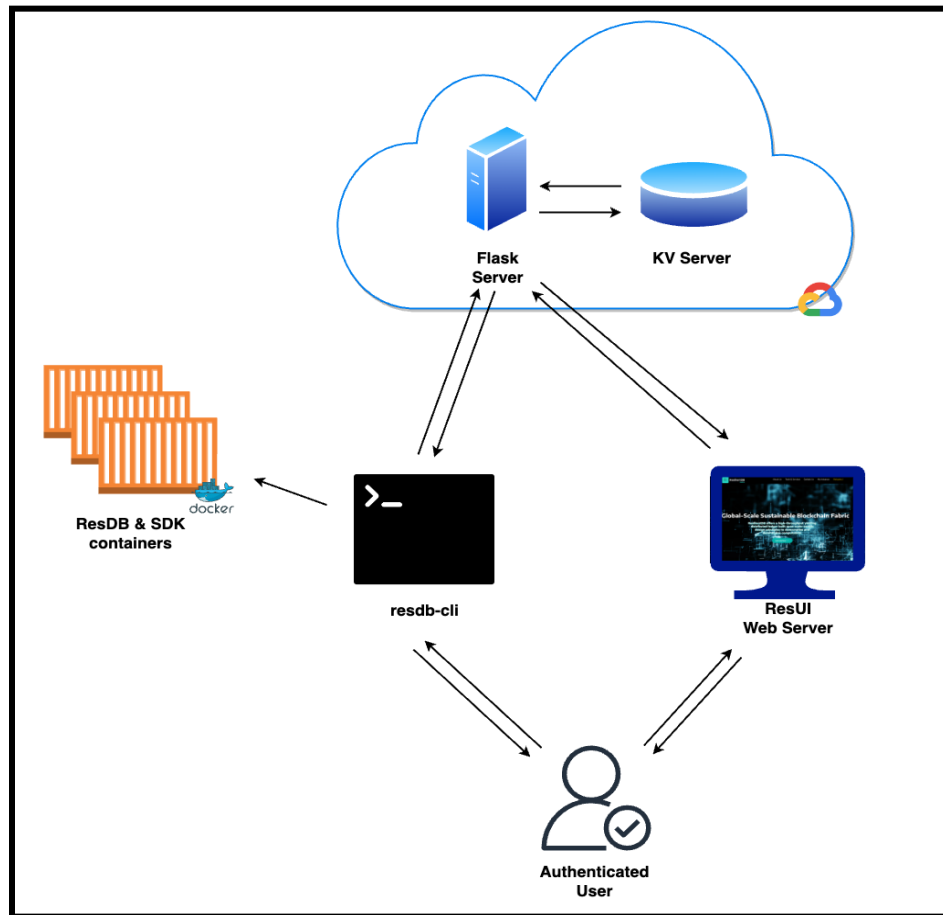 Flask
Server
KV Server
docker
ResDB & SDK
containers
>_
resdb-cli
Global-Scale Sustainable Blockchain Fabric
ResUI
Web Server
Authenticated
User